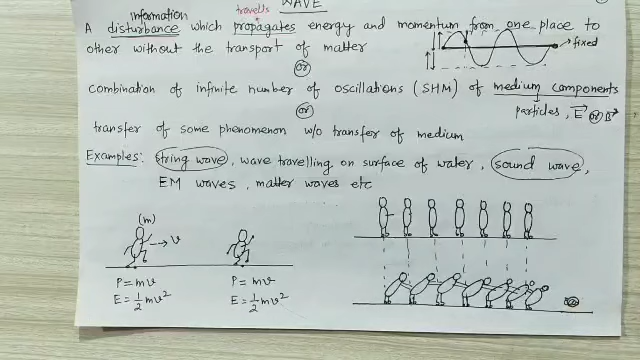 WAVE
information travells
A disturbance which propagates energy and momentum from one place to
other without the transport of matter
fixed
or
combination of infinite number of oscillations (SHM) of medium components
or
particles, E or B
transfer of some phenomenon w/o transfer of medium
Examples: string wave, wave travelling on surface of water, sound wave,
EM waves, matter waves etc
(m)
v
P = mv
E = 1/2 mv²
P = mv
E = 1/2 mv²